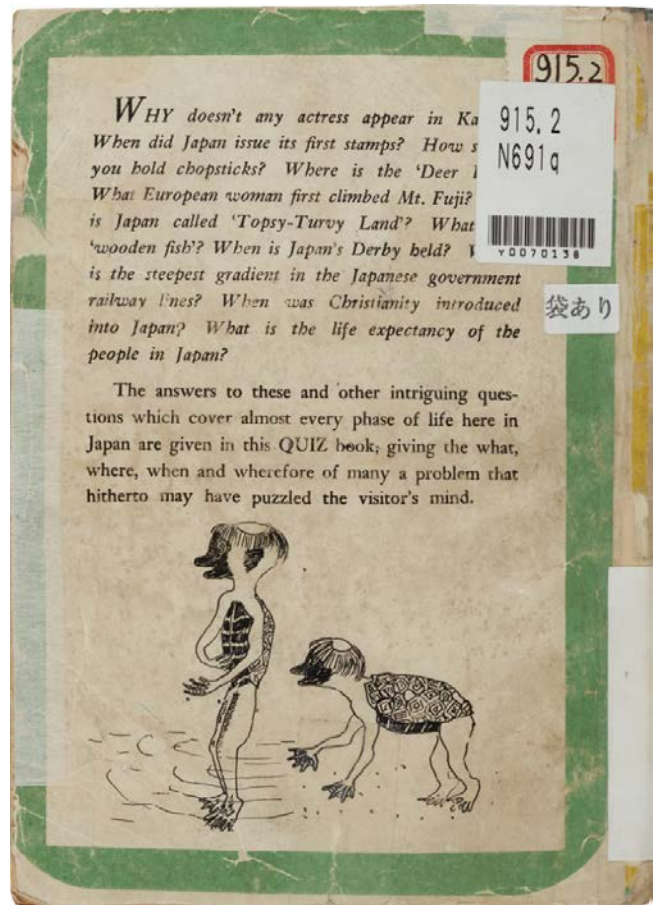 915.2
915.2
N691q
Y0070138
袋あり
WHY doesn't any actress appear in
When did Japan issue its first stamps? How
you hold chopsticks? Where is the 'Deer
What European woman first climbed Mt. Fuji?
is Japan called 'Topsy-Turvy Land'? What
'wooden fish'? When is Japan's Derby held?
is the steepest gradient in the Japanese government
railway lines? When was Christianity introduced
into Japan? What is the life expectancy of the
people in Japan?
The answers to these and other intriguing ques-
tions which cover almost every phase of life here in
Japan are given in this QUIZ book, giving the what,
where, when and wherefore of many a problem that
hitherto may have puzzled the visitor's mind.